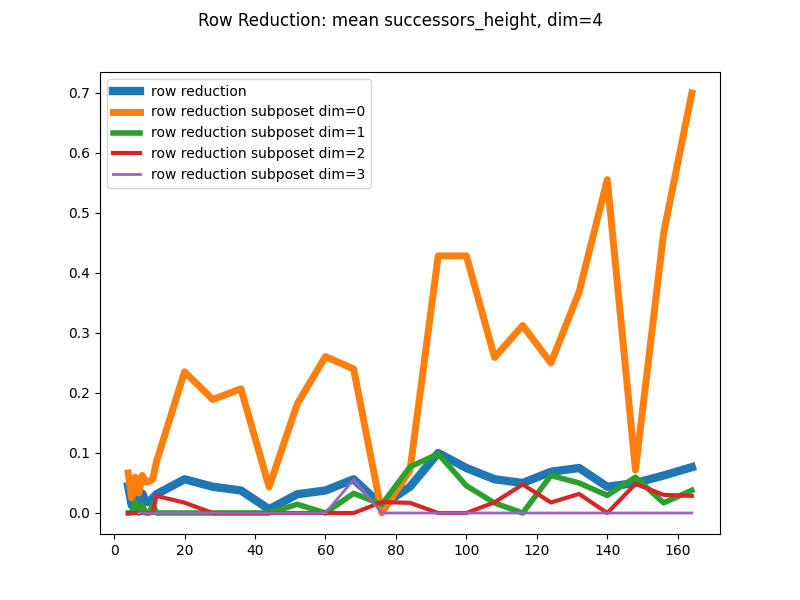 Row Reduction: mean successors_height, dim=4
row reduction
row reduction subposet dim=0
row reduction subposet dim=1
row reduction subposet dim=2
row reduction subposet dim=3
0.7
0.6
0.5
0.4
0.3
0.2
0.1
0.0
0 20 40 60 80 100 120 140 160